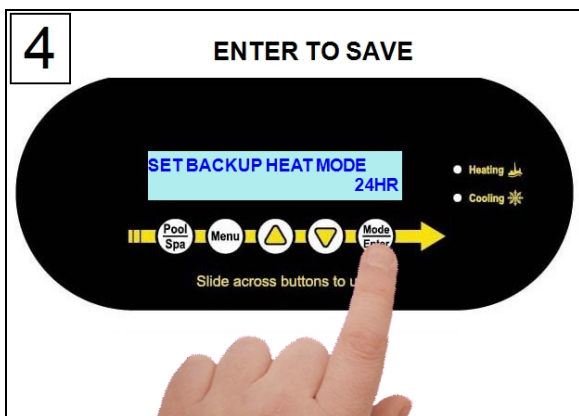 4
ENTER TO SAVE
SET BACKUP HEAT MODE
24HR
Heating
Cooling
Pool
Spa
Menu
Mode
Enter
Slide across buttons to u